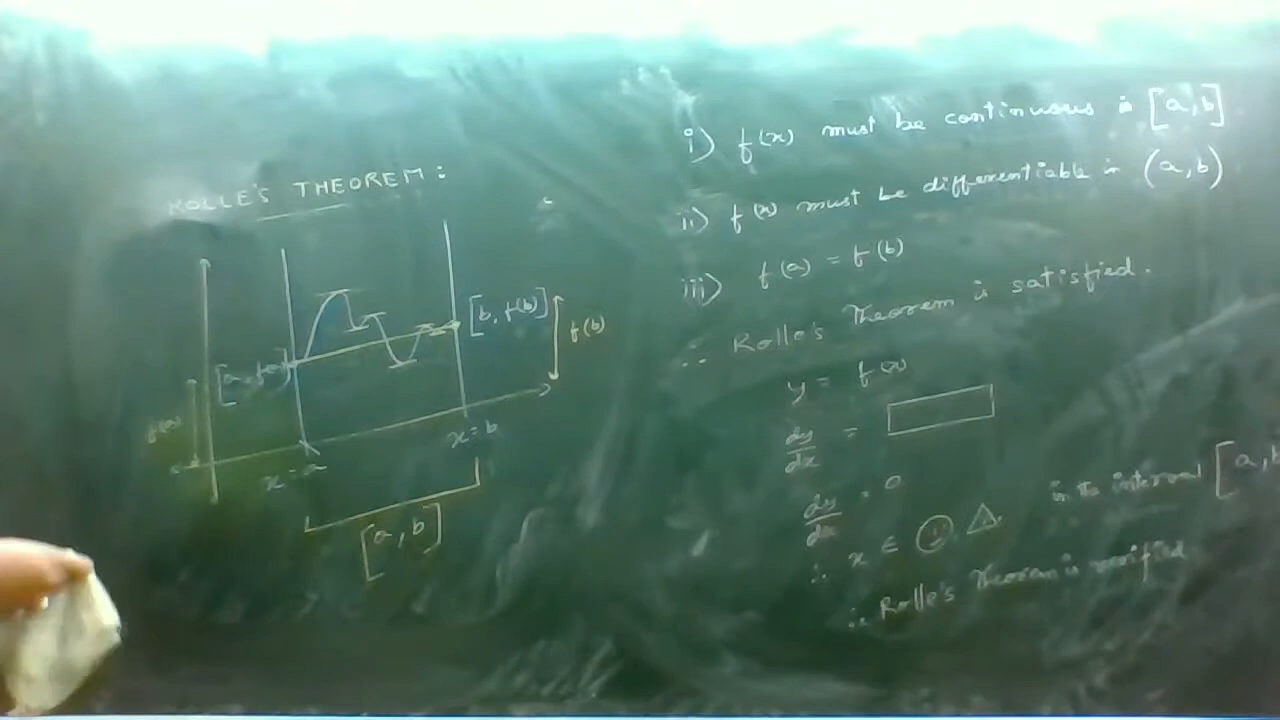 ROLLE'S THEOREM:
[b, f(b)]
f(b)
[a, f(a)]
f(a)
x = a
x = b
[a, b]
i) f(x) must be continuous in [a, b]
ii) f(x) must be differentiable in (a, b)
iii) f(a) = f(b)
∴ Rolle's Theorem is satisfied.
y = f(x)
dy/dx =
dy/dx = 0
∴ x ∈ in the interval [a, b
∴ Rolle's Theorem is verified